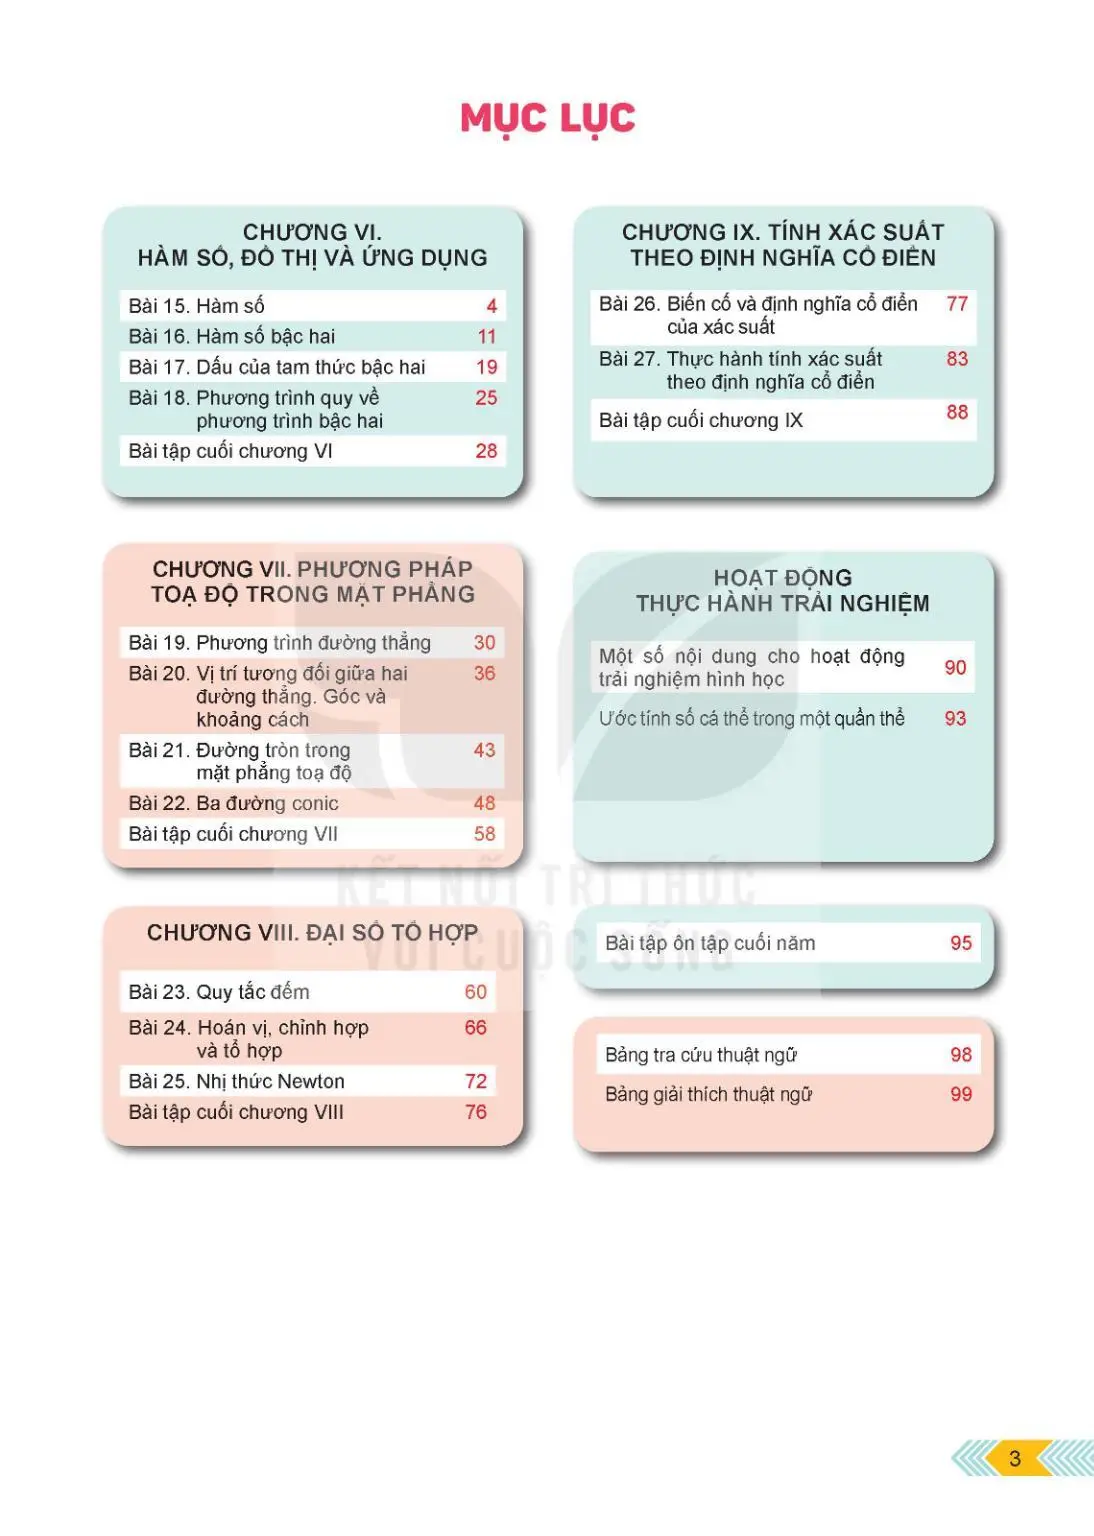 MỤC LỤC
CHƯƠNG VI.
HÀM SỐ, ĐỒ THỊ VÀ ỨNG DỤNG
Bài 15. Hàm số 4
Bài 16. Hàm số bậc hai 11
Bài 17. Dấu của tam thức bậc hai 19
Bài 18. Phương trình quy về 25
phương trình bậc hai
Bài tập cuối chương VI 28
CHƯƠNG VII. PHƯƠNG PHÁP
TOẠ ĐỘ TRONG MẶT PHẲNG
Bài 19. Phương trình đường thẳng 30
Bài 20. Vị trí tương đối giữa hai 36
đường thẳng. Góc và
khoảng cách
Bài 21. Đường tròn trong 43
mặt phẳng toạ độ
Bài 22. Ba đường conic 48
Bài tập cuối chương VII 58
CHƯƠNG VIII. ĐẠI SỐ TỔ HỢP
Bài 23. Quy tắc đếm 60
Bài 24. Hoán vị, chỉnh hợp 66
và tổ hợp
Bài 25. Nhị thức Newton 72
Bài tập cuối chương VIII 76
CHƯƠNG IX. TÍNH XÁC SUẤT
THEO ĐỊNH NGHĨA CỔ ĐIỂN
Bài 26. Biến cố và định nghĩa cổ điển 77
của xác suất
Bài 27. Thực hành tính xác suất 83
theo định nghĩa cổ điển
Bài tập cuối chương IX 88
HOẠT ĐỘNG
THỰC HÀNH TRẢI NGHIỆM
Một số nội dung cho hoạt động 90
trải nghiệm hình học
Ước tính số cá thể trong một quần thể 93
Bài tập ôn tập cuối năm 95
Bảng tra cứu thuật ngữ 98
Bảng giải thích thuật ngữ 99
KẾT NỐI TRI THỨC
VỚI CUỘC SỐNG
3